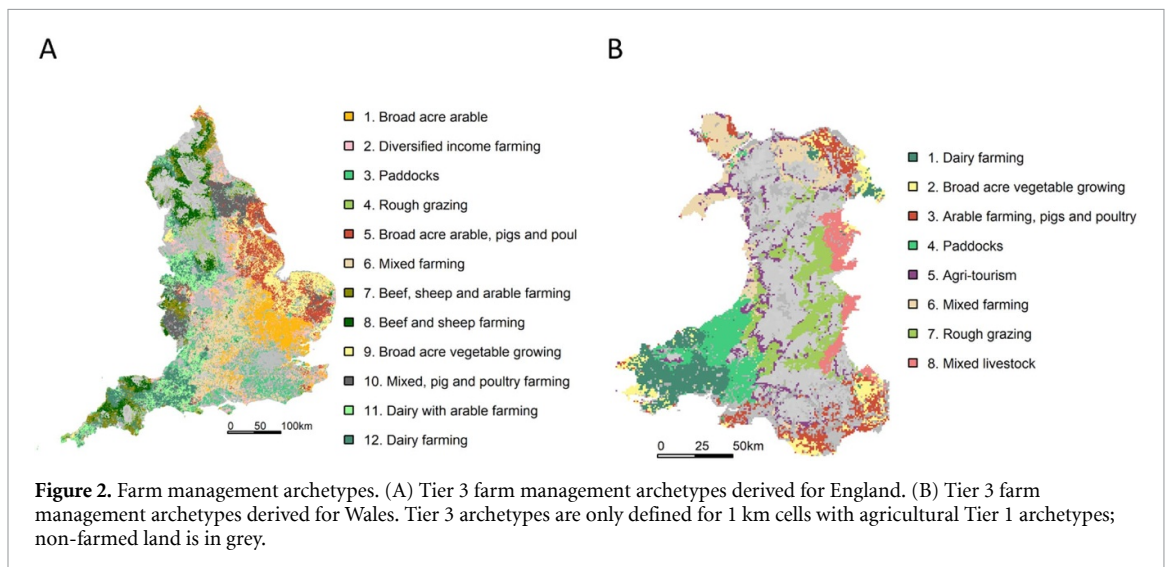 A
1. Broad acre arable
2. Diversified income farming
3. Paddocks
4. Rough grazing
5. Broad acre arable, pigs and poul
6. Mixed farming
7. Beef, sheep and arable farming
8. Beef and sheep farming
9. Broad acre vegetable growing
10. Mixed, pig and poultry farming
11. Dairy with arable farming
12. Dairy farming
0 50 100km
B
1. Dairy farming
2. Broad acre vegetable growing
3. Arable farming, pigs and poultry
4. Paddocks
5. Agri-tourism
6. Mixed farming
7. Rough grazing
8. Mixed livestock
0 25 50km
Figure 2. Farm management archetypes. (A) Tier 3 farm management archetypes derived for England. (B) Tier 3 farm
management archetypes derived for Wales. Tier 3 archetypes are only defined for 1 km cells with agricultural Tier 1 archetypes;
non-farmed land is in grey.